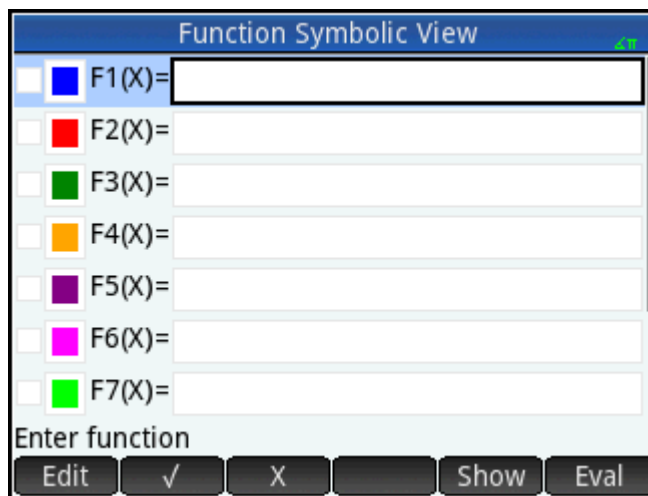 Function Symbolic View
∡π
F1(X)=
F2(X)=
F3(X)=
F4(X)=
F5(X)=
F6(X)=
F7(X)=
Enter function
Edit √ X Show Eval